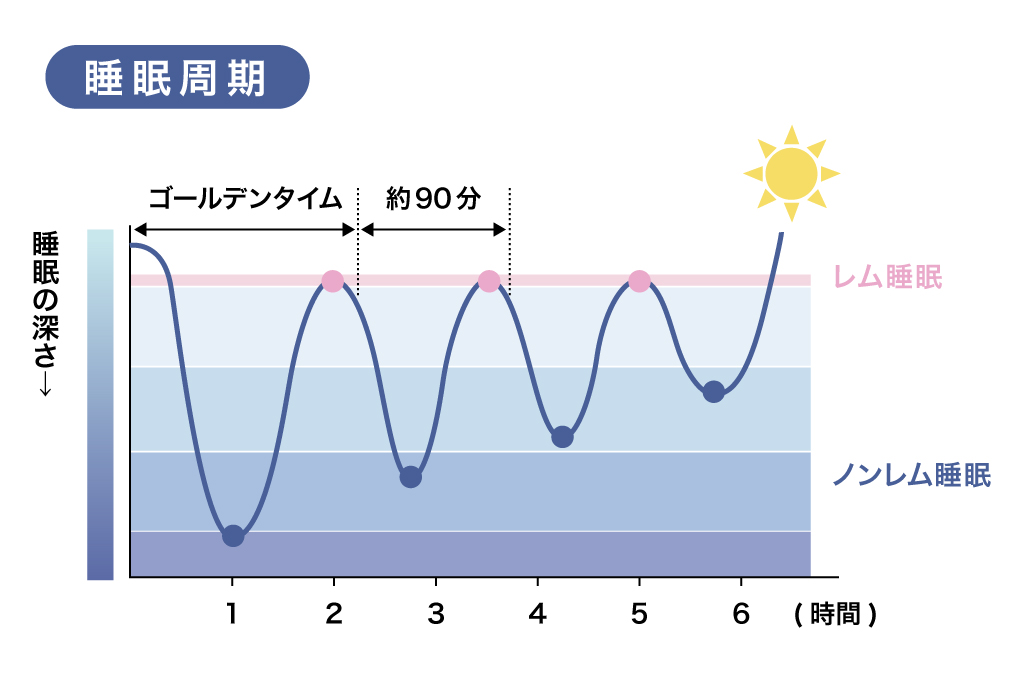 睡眠周期
ゴールデンタイム
約90分
睡眠の深さ→
レム睡眠
ノンレム睡眠
1 2 3 4 5 6 (時間)